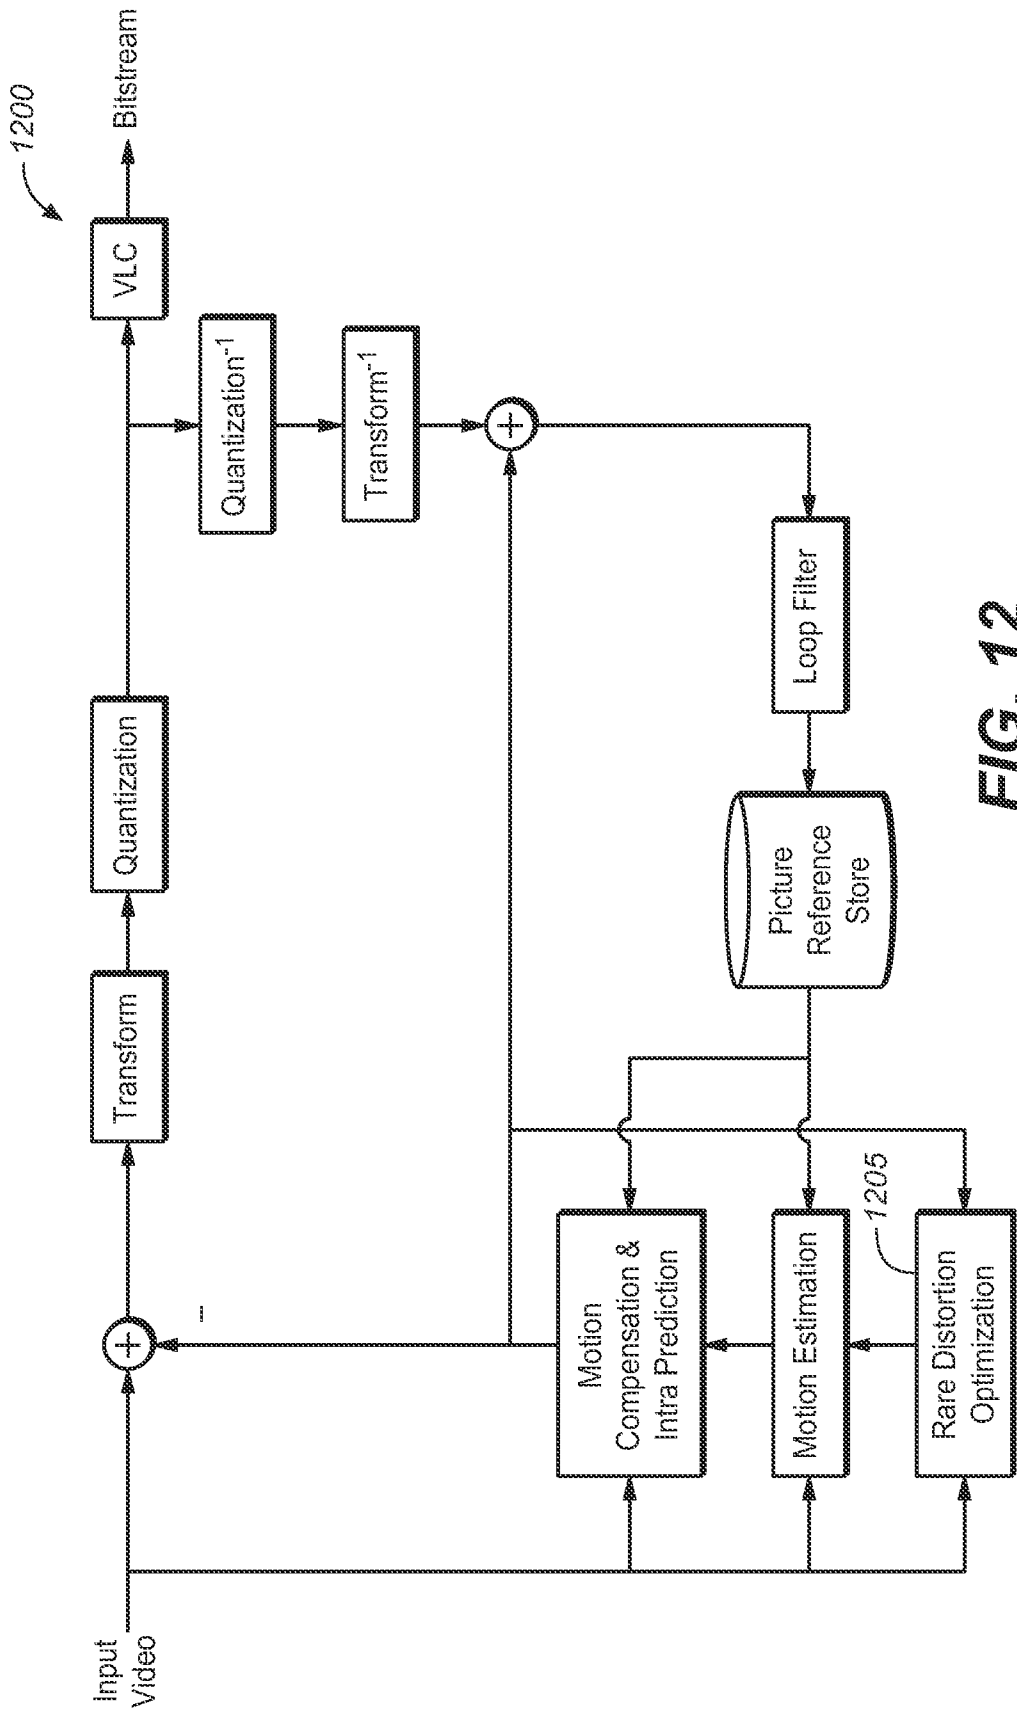 1200
Input
Video
+
−
Transform
Quantization
VLC
Bitstream
Quantization⁻¹
Transform⁻¹
+
Motion
Compensation &
Intra Prediction
Motion Estimation
1205
Rare Distortion
Optimization
Picture
Reference
Store
Loop Filter
FIG. 12